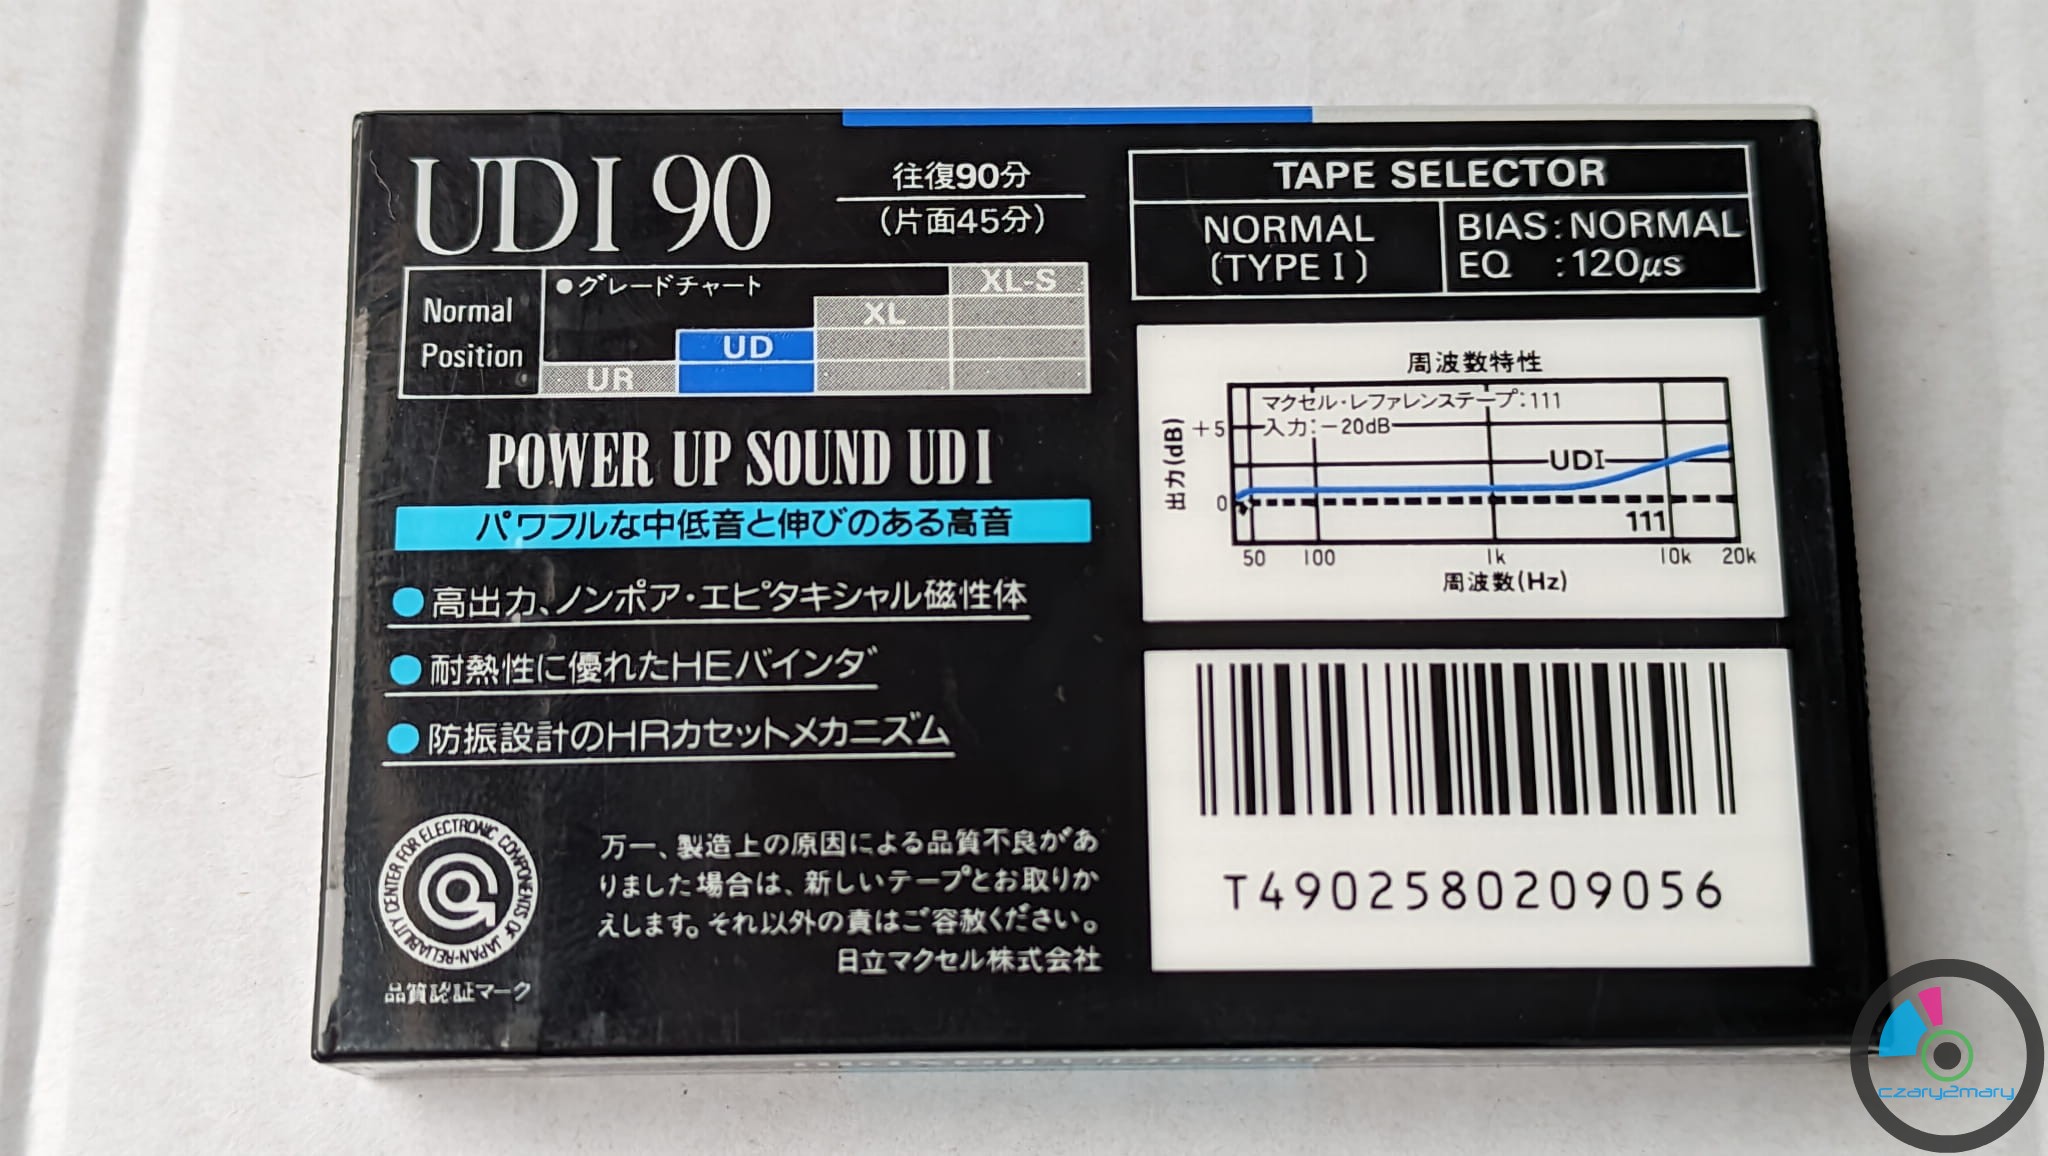 UDI 90
往復90分
(片面45分)
Normal
Position
●グレードチャート
XL-S
XL
UD
UR
POWER UP SOUND UD I
パワフルな中低音と伸びのある高音
●高出力、ノンポア・エピタキシャル磁性体
●耐熱性に優れたHEバインダ
●防振設計のHRカセットメカニズム
RELIABILITY CENTER FOR ELECTRONIC COMPONENTS OF JAPAN
品質認証マーク
万一、製造上の原因による品質不良があ
りました場合は、新しいテープとお取りか
えします。それ以外の責はご容赦ください。
日立マクセル株式会社
TAPE SELECTOR
NORMAL
(TYPE I)
BIAS:NORMAL
EQ :120μs
周波数特性
マクセル・レファレンステープ:111
入力:-20dB
出力(dB)
+5
0
UDI
111
50 100 1k 10k 20k
周波数(Hz)
T4902580209056
czary2mary